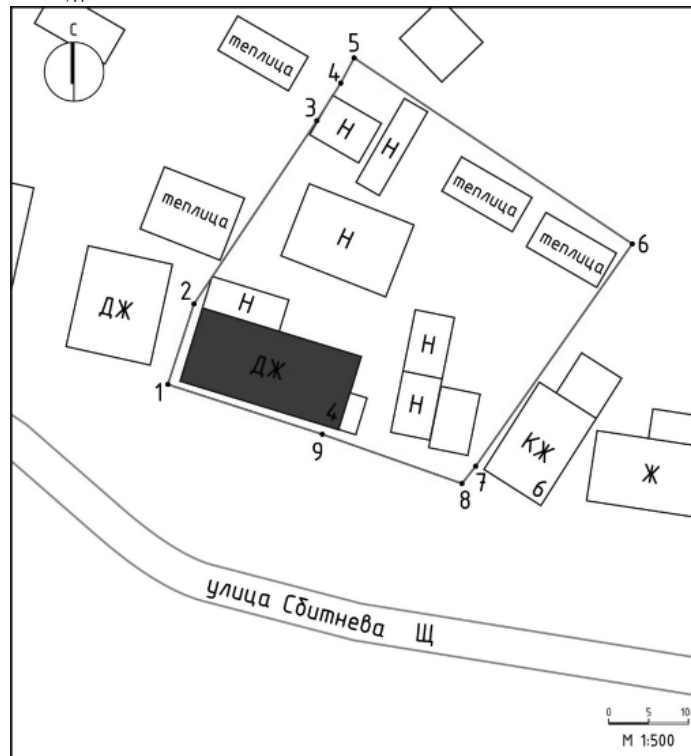 С
5
теплица
4
3
Н
Н
теплица
теплица
теплица
Н
6
2
Н
ДЖ
ДЖ
Н
1
4
Н
9
КЖ
7
6
Ж
8
улица Сбитнева Щ
0 5 10
М 1:500